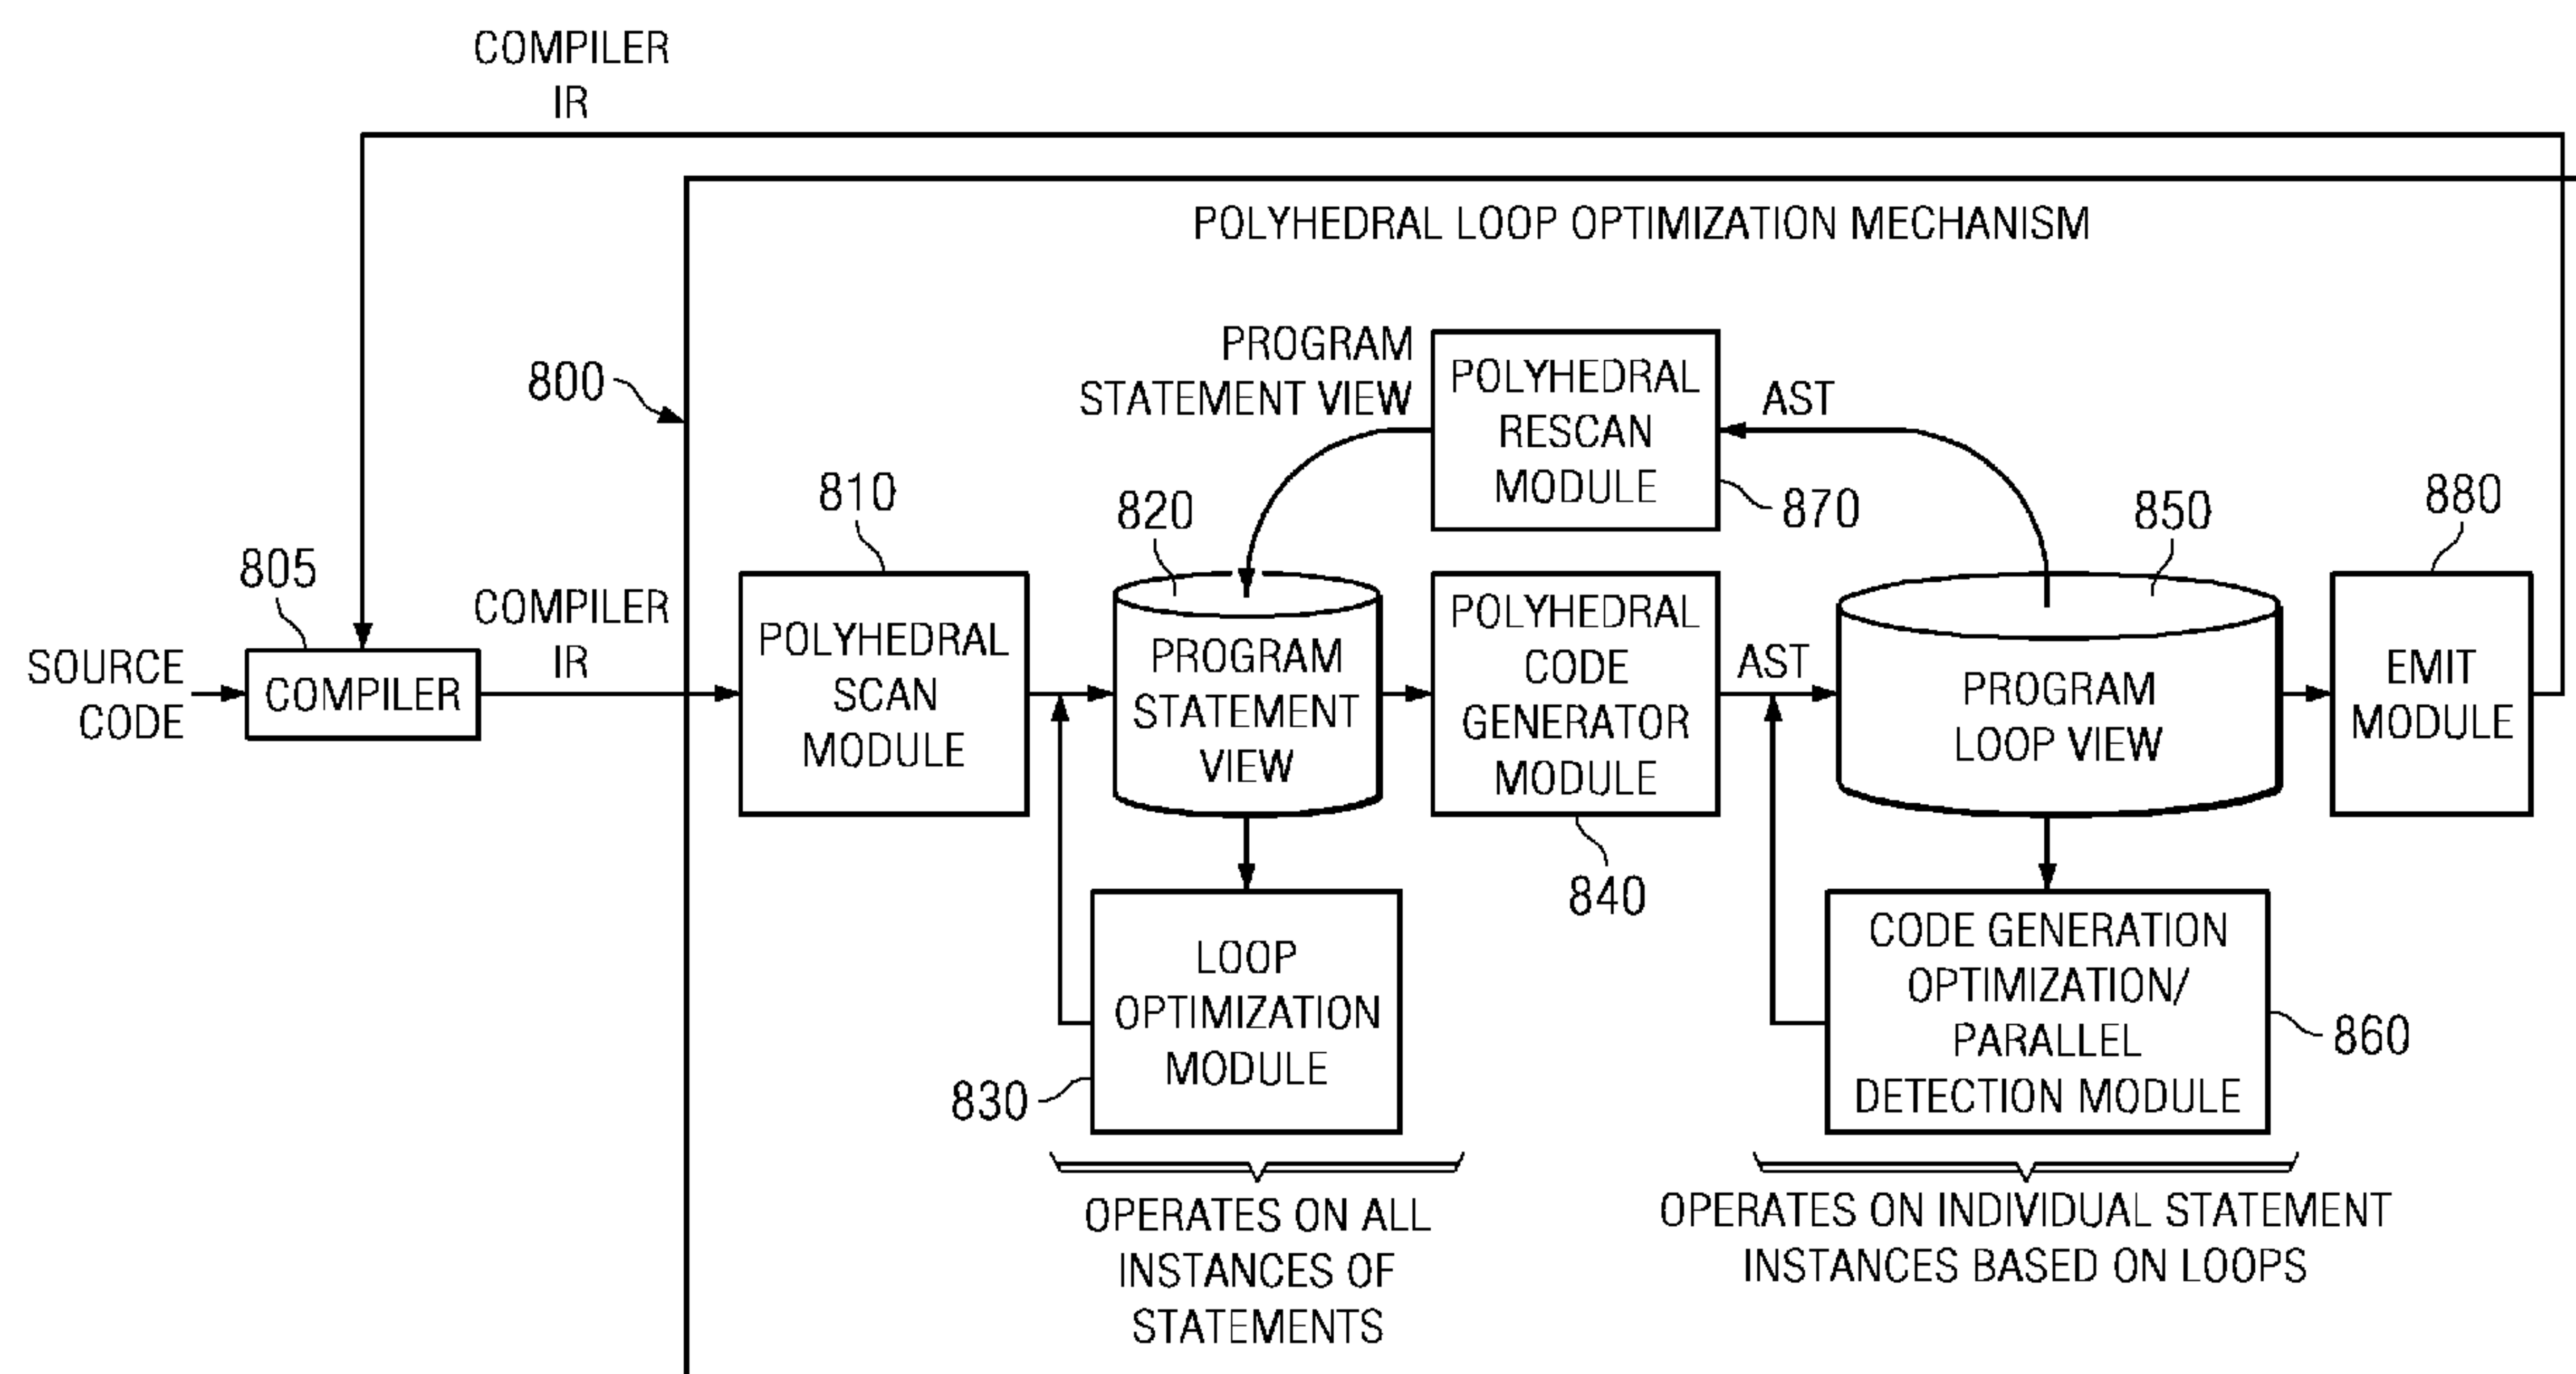 COMPILER
IR
POLYHEDRAL LOOP OPTIMIZATION MECHANISM
800
PROGRAM
STATEMENT VIEW
POLYHEDRAL
RESCAN
MODULE
AST
870
810
820
850
880
805
SOURCE
CODE
COMPILER
COMPILER
IR
POLYHEDRAL
SCAN
MODULE
PROGRAM
STATEMENT
VIEW
POLYHEDRAL
CODE
GENERATOR
MODULE
840
AST
PROGRAM
LOOP VIEW
EMIT
MODULE
LOOP
OPTIMIZATION
MODULE
830
CODE GENERATION
OPTIMIZATION/
PARALLEL
DETECTION MODULE
860
OPERATES ON ALL
INSTANCES OF
STATEMENTS
OPERATES ON INDIVIDUAL STATEMENT
INSTANCES BASED ON LOOPS